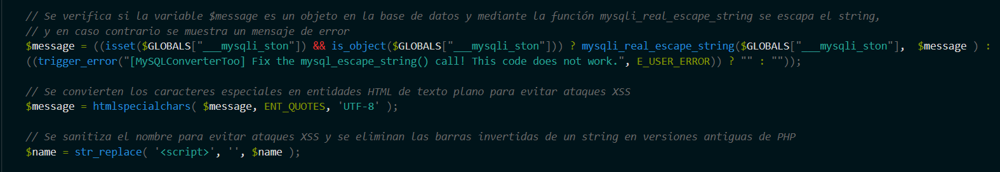 // Se verifica si la variable $message es un objeto en la base de datos y mediante la función mysqli_real_escape_string se escapa el string,
// y en caso contrario se muestra un mensaje de error
$message = ((isset($GLOBALS["___mysqli_ston"]) && is_object($GLOBALS["___mysqli_ston"])) ? mysqli_real_escape_string($GLOBALS["___mysqli_ston"],  $message ) :
((trigger_error("[MySQLConverterToo] Fix the mysql_escape_string() call! This code does not work.", E_USER_ERROR)) ? "" : ""));
// Se convierten los caracteres especiales en entidades HTML de texto plano para evitar ataques XSS
$message = htmlspecialchars( $message, ENT_QUOTES, 'UTF-8' );
// Se sanitiza el nombre para evitar ataques XSS y se eliminan las barras invertidas de un string en versiones antiguas de PHP
$name = str_replace( '<script>', '', $name );